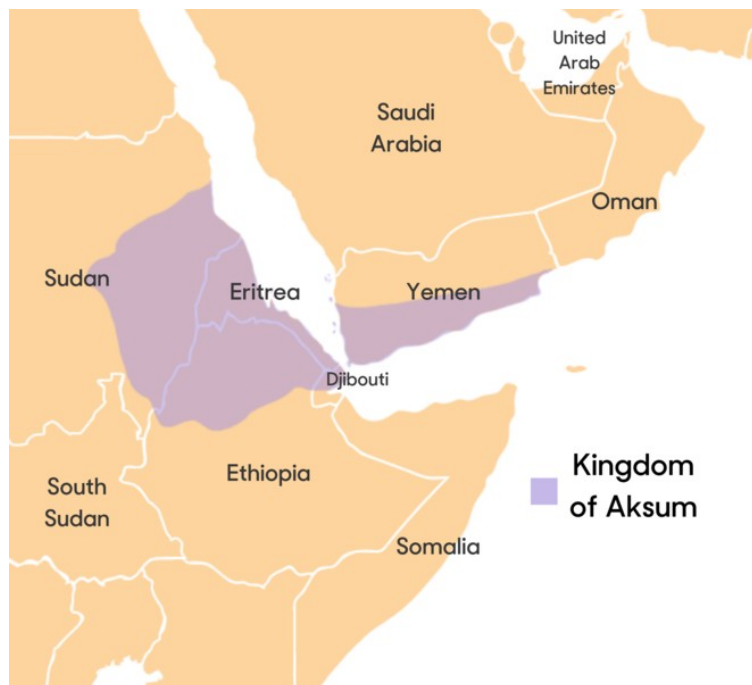 United
Arab
Emirates
Saudi
Arabia
Oman
Sudan
Eritrea
Yemen
Djibouti
Ethiopia
South
Sudan
Somalia
Kingdom
of Aksum